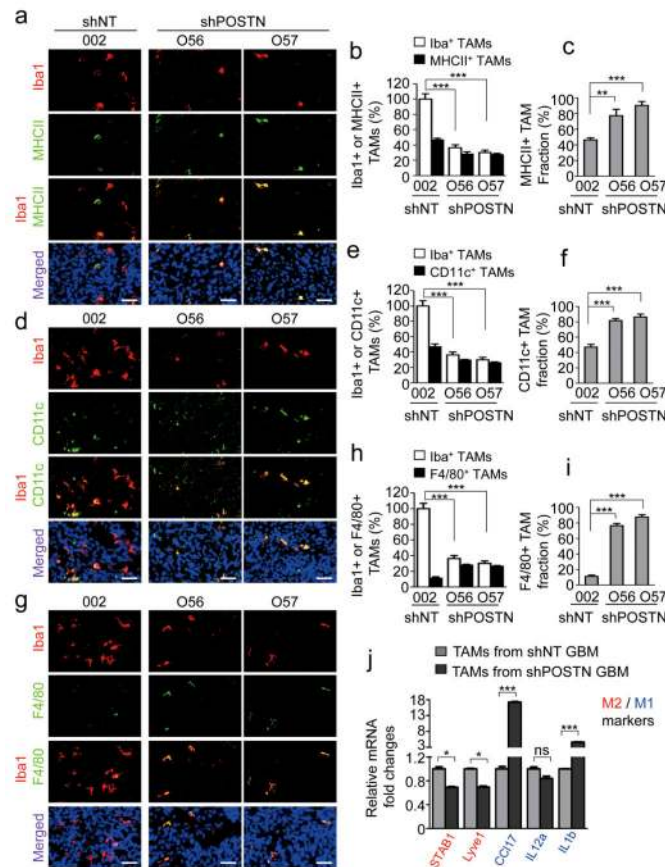 a
shNT shPOSTN
002 O56 O57
Iba1
MHCII
Iba1
MHCII
Merged
b
Iba⁺ TAMs
MHCII⁺ TAMs
Iba1+ or MHCII+
TAMs (%)
120
100
80
60
40
20
0
***
***
002 O56 O57
shNT shPOSTN
c
MHCII+ TAM
Fraction (%)
100
80
60
40
20
0
***
**
002 O56 O57
shNT shPOSTN
d
002 O56 O57
Iba1
CD11c
Iba1
CD11c
Merged
e
Iba⁺ TAMs
CD11c⁺ TAMs
Iba1+ or CD11c+
TAMs (%)
120
100
80
60
40
20
0
***
***
002 O56 O57
shNT shPOSTN
f
CD11c+ TAM
fraction (%)
100
80
60
40
20
0
***
***
002 O56 O57
shNT shPOSTN
g
002 O56 O57
Iba1
F4/80
Iba1
F4/80
Merged
h
Iba⁺ TAMs
F4/80⁺ TAMs
Iba1+ or F4/80+
TAMs (%)
120
100
80
60
40
20
0
***
***
002 O56 O57
shNT shPOSTN
i
F4/80+ TAM
fraction (%)
100
80
60
40
20
0
***
***
002 O56 O57
shNT shPOSTN
j
TAMs from shNT GBM
TAMs from shPOSTN GBM
M2 / M1
markers
Relative mRNA
fold changes
18
13
8
3
1.2
0.8
0.4
0
* * *** ns ***
STAB1 Lyve1 CCl17 IL12a IL1b